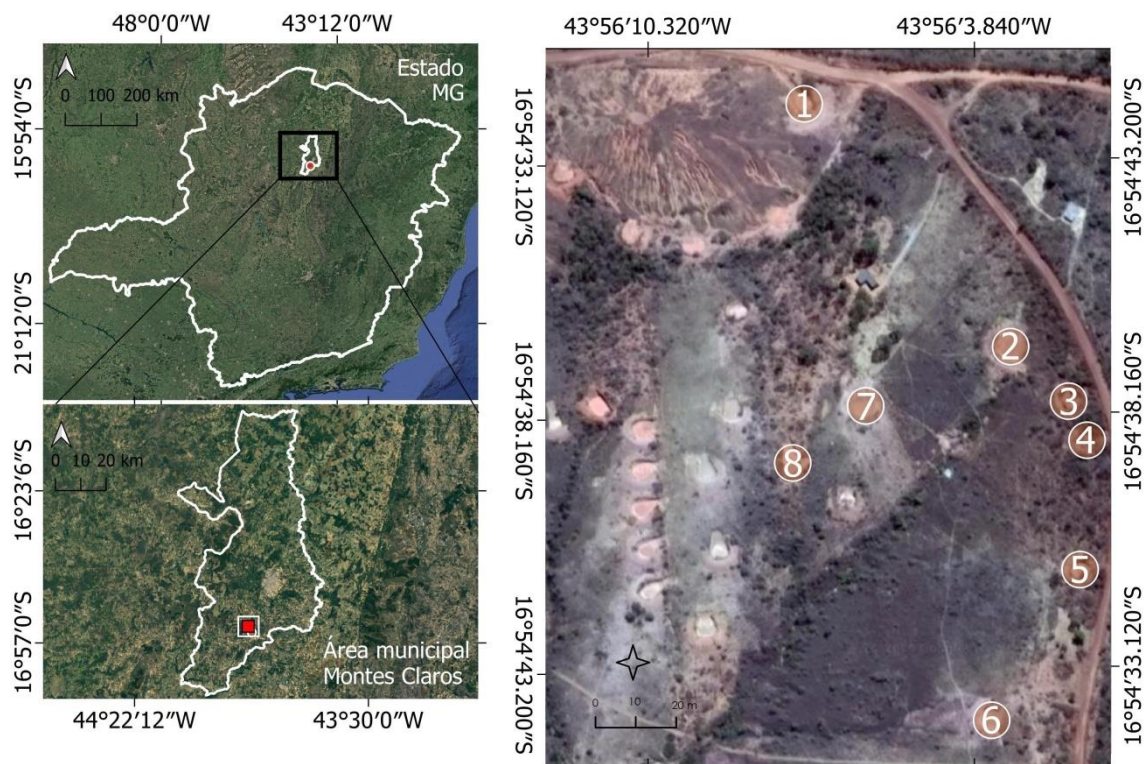 48°0′0″W
43°12′0″W
Estado
MG
0 100 200 km
15°54′0″S
21°12′0″S
0 10 20 km
16°23′6″S
16°57′0″S
Área municipal
Montes Claros
44°22′12″W
43°30′0″W
43°56′10.320″W
43°56′3.840″W
16°54′33.120″S
16°54′38.160″S
16°54′43.200″S
16°54′43.200″S
16°54′38.160″S
16°54′33.120″S
1
2
3
4
5
6
7
8
0 10 20 m